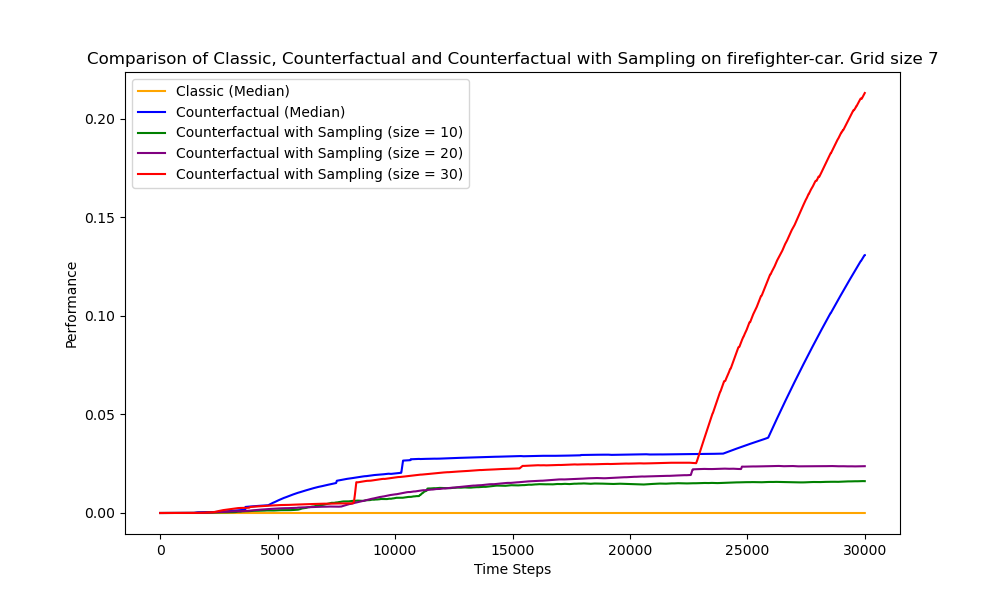 Comparison of Classic, Counterfactual and Counterfactual with Sampling on firefighter-car. Grid size 7
Classic (Median)
Counterfactual (Median)
Counterfactual with Sampling (size = 10)
Counterfactual with Sampling (size = 20)
Counterfactual with Sampling (size = 30)
0.20
0.15
0.10
0.05
0.00
Performance
0 5000 10000 15000 20000 25000 30000
Time Steps